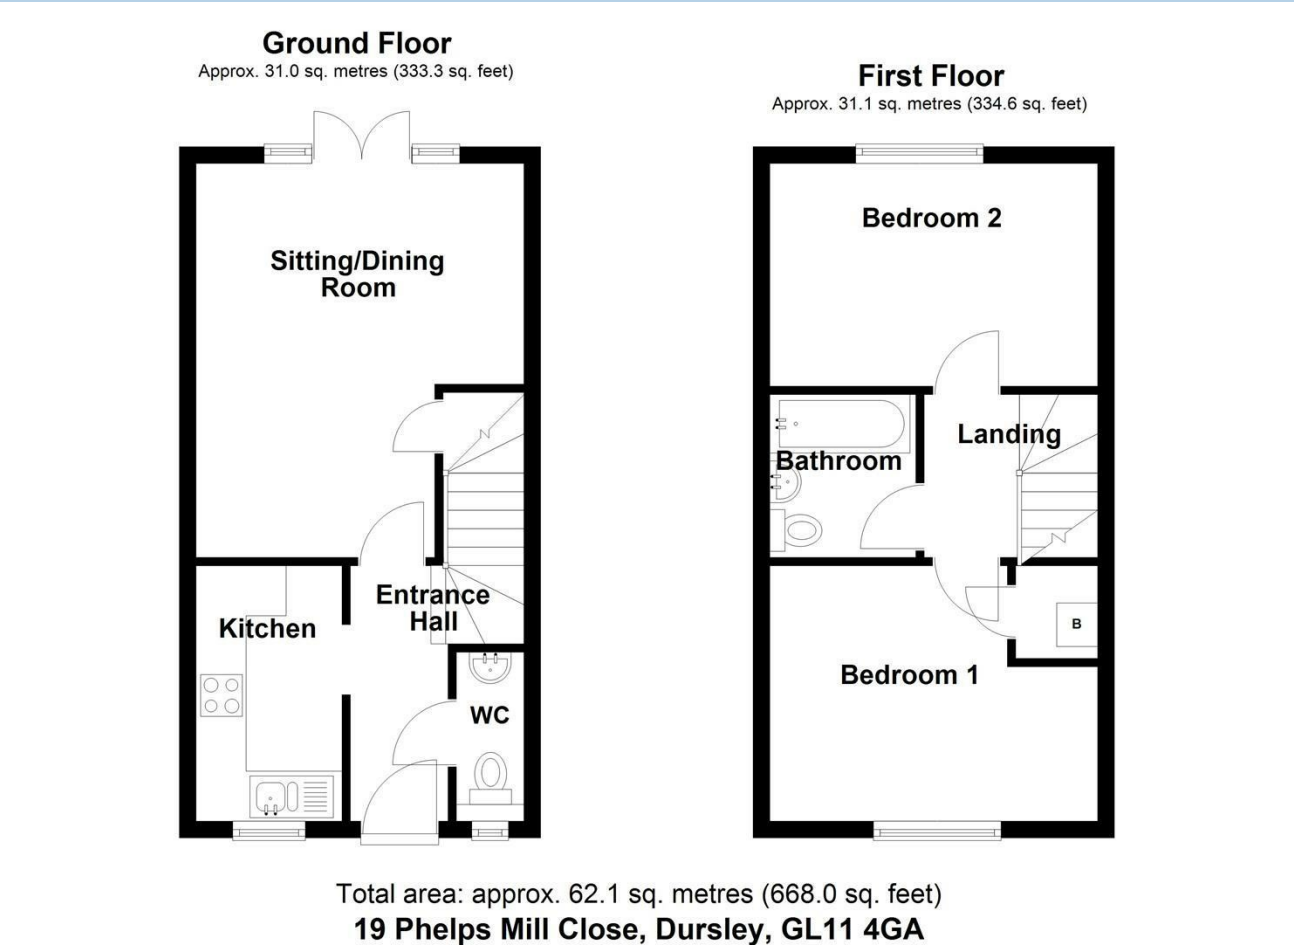 Ground Floor
Approx. 31.0 sq. metres (333.3 sq. feet)
Sitting/Dining
Room
Entrance
Hall
Kitchen
WC
First Floor
Approx. 31.1 sq. metres (334.6 sq. feet)
Bedroom 2
Landing
Bathroom
B
Bedroom 1
Total area: approx. 62.1 sq. metres (668.0 sq. feet)
19 Phelps Mill Close, Dursley, GL11 4GA